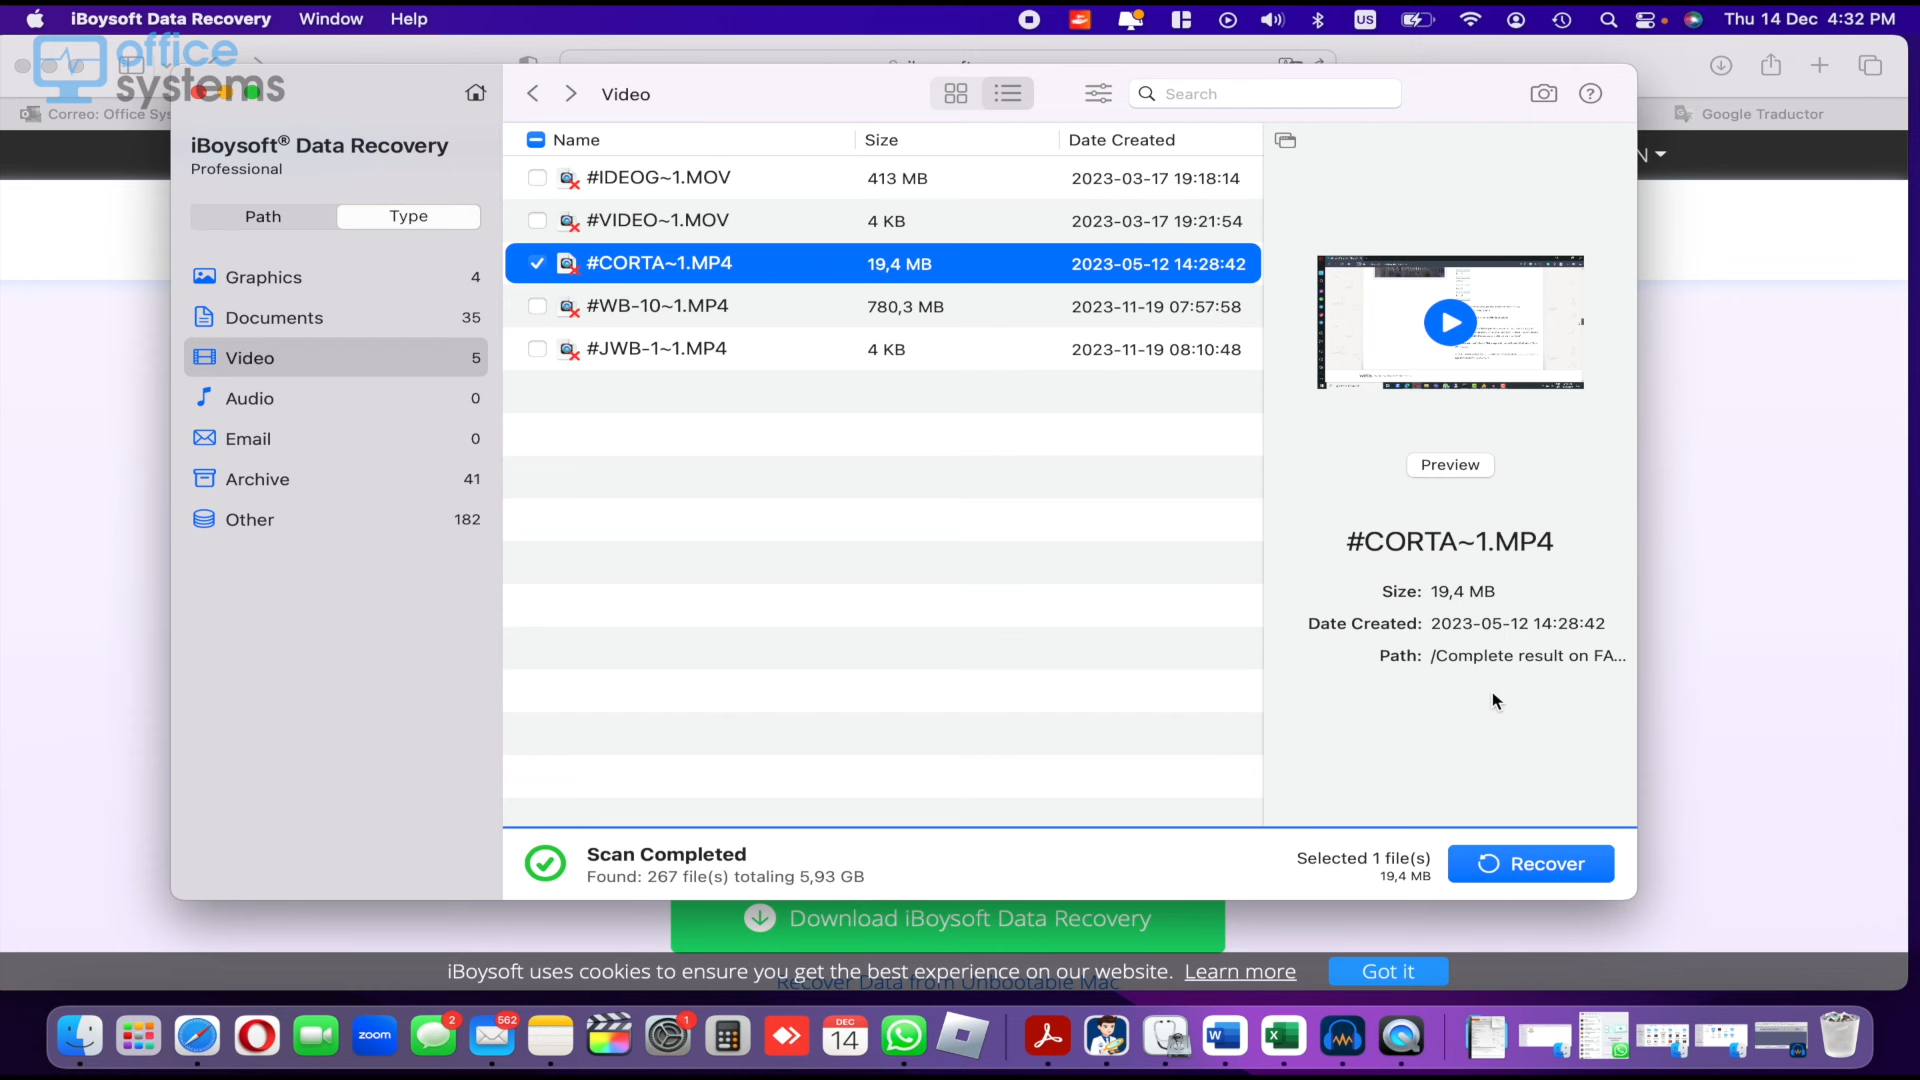 iBoysoft Data Recovery Window Help
US
Thu 14 Dec 4:32 PM
office
systems
Correo: Office Sys
Google Traductor
iBoysoft® Data Recovery
Professional
Path Type
Graphics 4
Documents 35
Video 5
Audio 0
Email 0
Archive 41
Other 182
Video
Search
Name Size Date Created
#IDEOG~1.MOV 413 MB 2023-03-17 19:18:14
#VIDEO~1.MOV 4 KB 2023-03-17 19:21:54
#CORTA~1.MP4 19,4 MB 2023-05-12 14:28:42
#WB-10~1.MP4 780,3 MB 2023-11-19 07:57:58
#JWB-1~1.MP4 4 KB 2023-11-19 08:10:48
Preview
#CORTA~1.MP4
Size: 19,4 MB
Date Created: 2023-05-12 14:28:42
Path: /Complete result on FA...
Scan Completed
Found: 267 file(s) totaling 5,93 GB
Selected 1 file(s)
19,4 MB
Recover
Download iBoysoft Data Recovery
iBoysoft uses cookies to ensure you get the best experience on our website. Learn more
Got it
Recover Data from Unbootable Mac
zoom
2
562
1
DEC
14